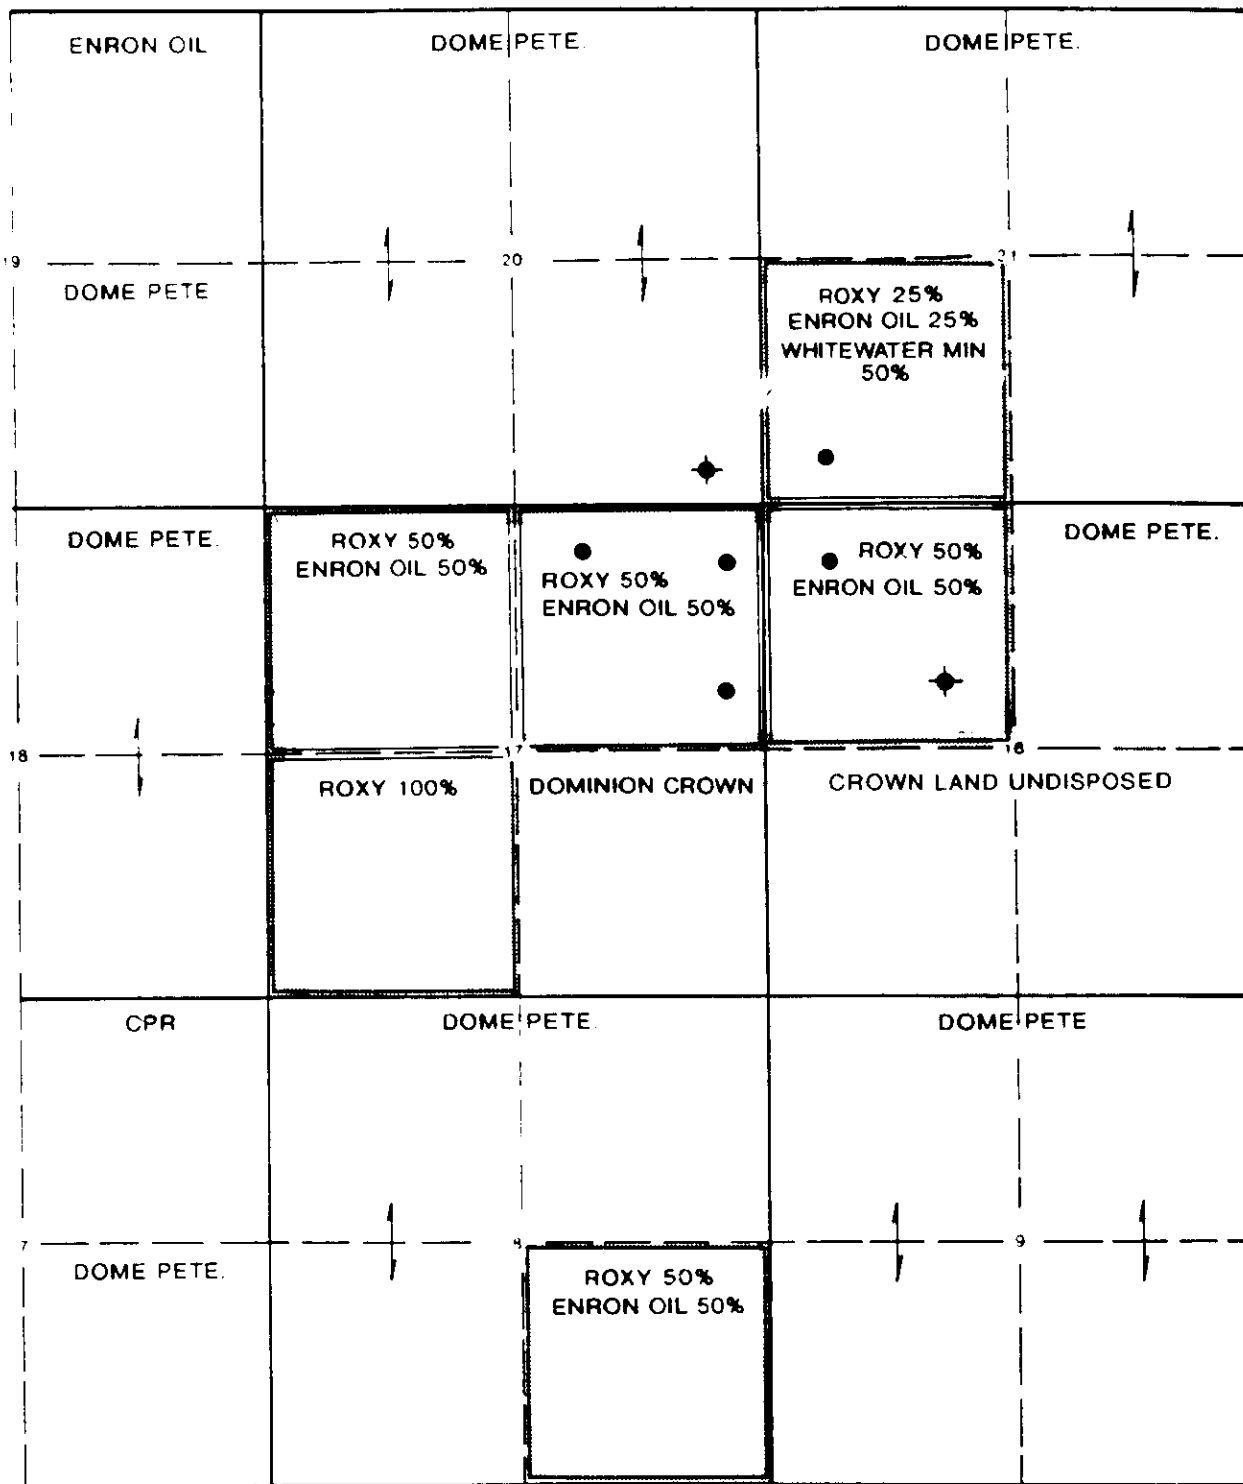 ENRON OIL
DOME PETE.
DOME PETE.
19
20
21
DOME PETE
ROXY 25%
ENRON OIL 25%
WHITEWATER MIN
50%
DOME PETE.
ROXY 50%
ENRON OIL 50%
ROXY 50%
ENRON OIL 50%
ROXY 50%
ENRON OIL 50%
DOME PETE.
18
17
16
ROXY 100%
DOMINION CROWN
CROWN LAND UNDISPOSED
CPR
DOME PETE.
DOME PETE
7
8
9
DOME PETE.
ROXY 50%
ENRON OIL 50%